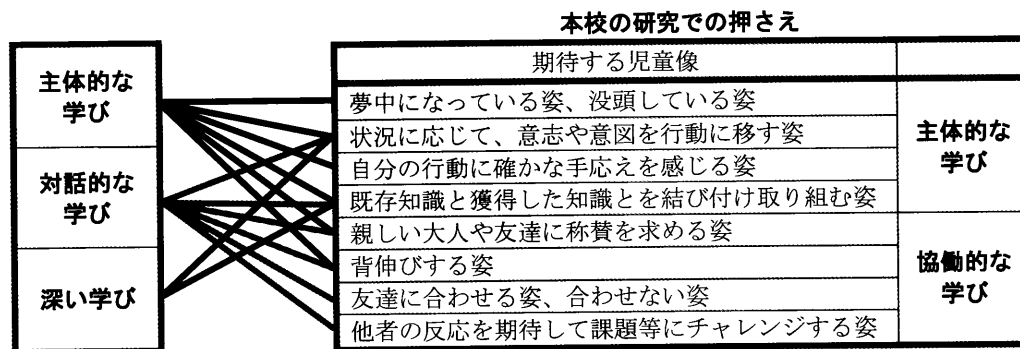 本校の研究での押さえ
主体的な
学び
対話的な
学び
深い学び
期待する児童像
夢中になっている姿、没頭している姿
状況に応じて、意志や意図を行動に移す姿
自分の行動に確かな手応えを感じる姿
既存知識と獲得した知識とを結び付け取り組む姿
親しい大人や友達に称賛を求める姿
背伸びする姿
友達に合わせる姿、合わせない姿
他者の反応を期待して課題等にチャレンジする姿
主体的な
学び
協働的な
学び